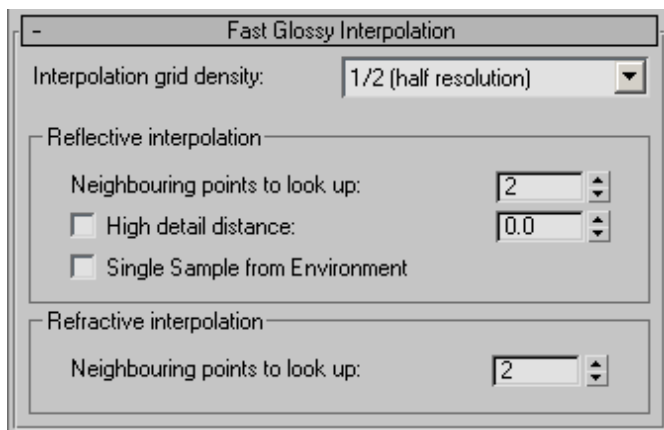 - Fast Glossy Interpolation
Interpolation grid density: 1/2 (half resolution)
Reflective interpolation
Neighbouring points to look up: 2
High detail distance: 0.0
Single Sample from Environment
Refractive interpolation
Neighbouring points to look up: 2